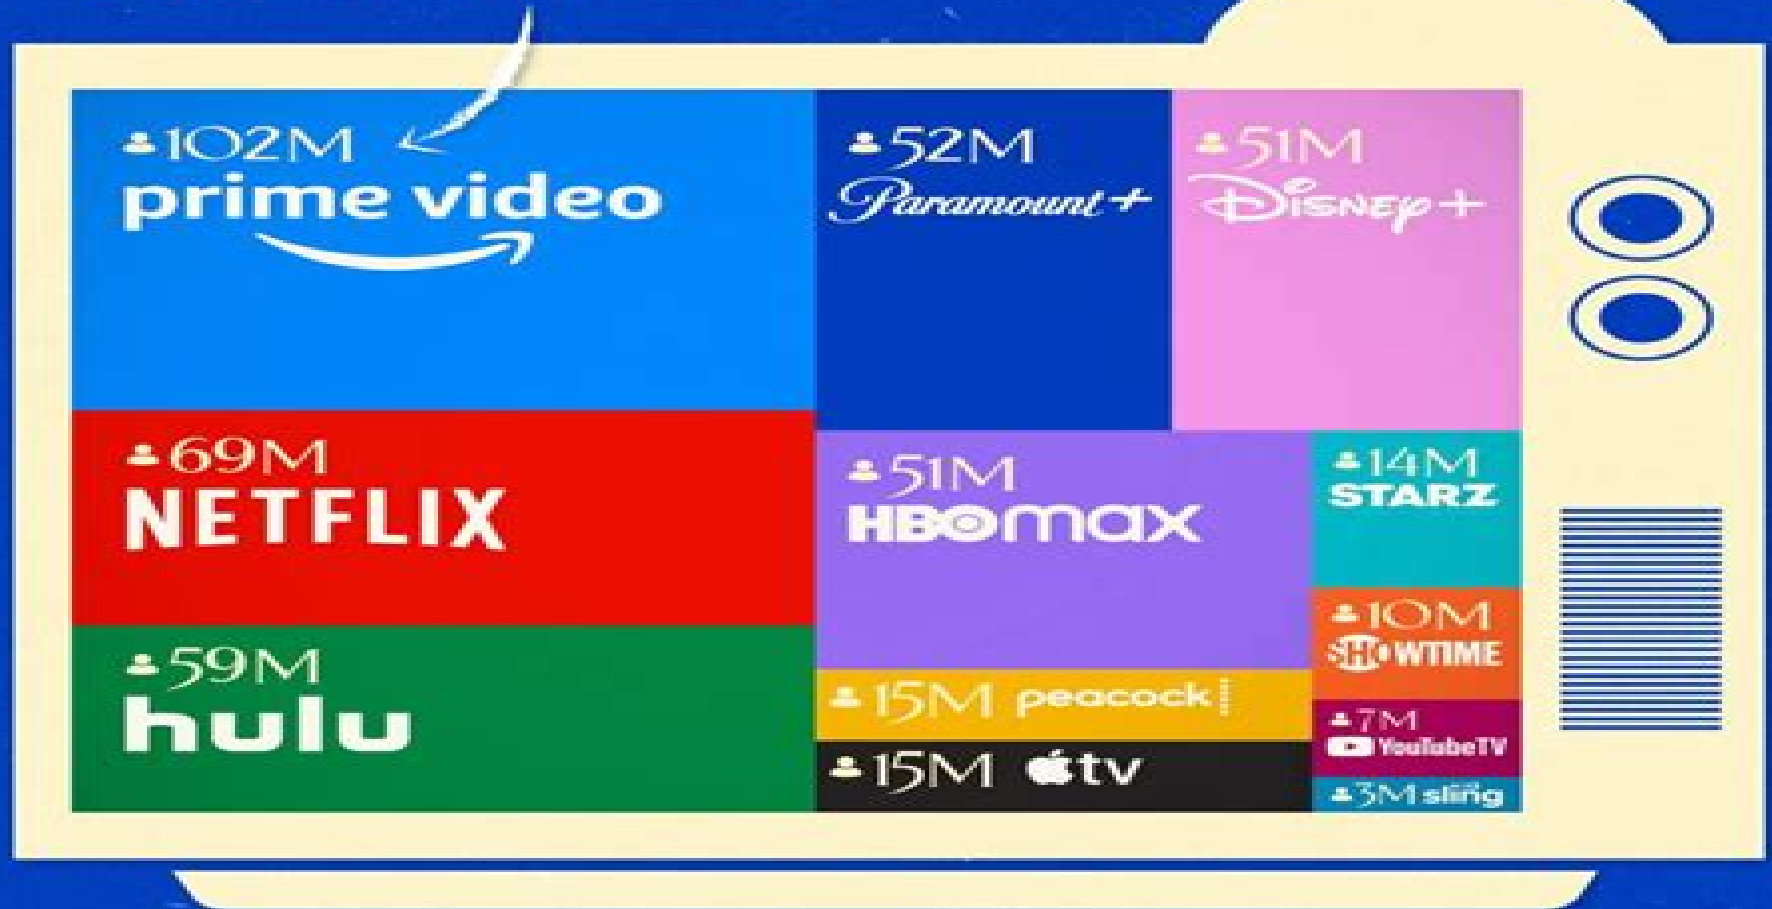 102M
prime video
69M
NETFLIX
59M
hulu
52M
Paramount+
51M
Disney+
51M
HBOmax
15M peacock
15M tv
14M
STARZ
10M
SHOWTIME
7M
YouTubeTV
3M sling